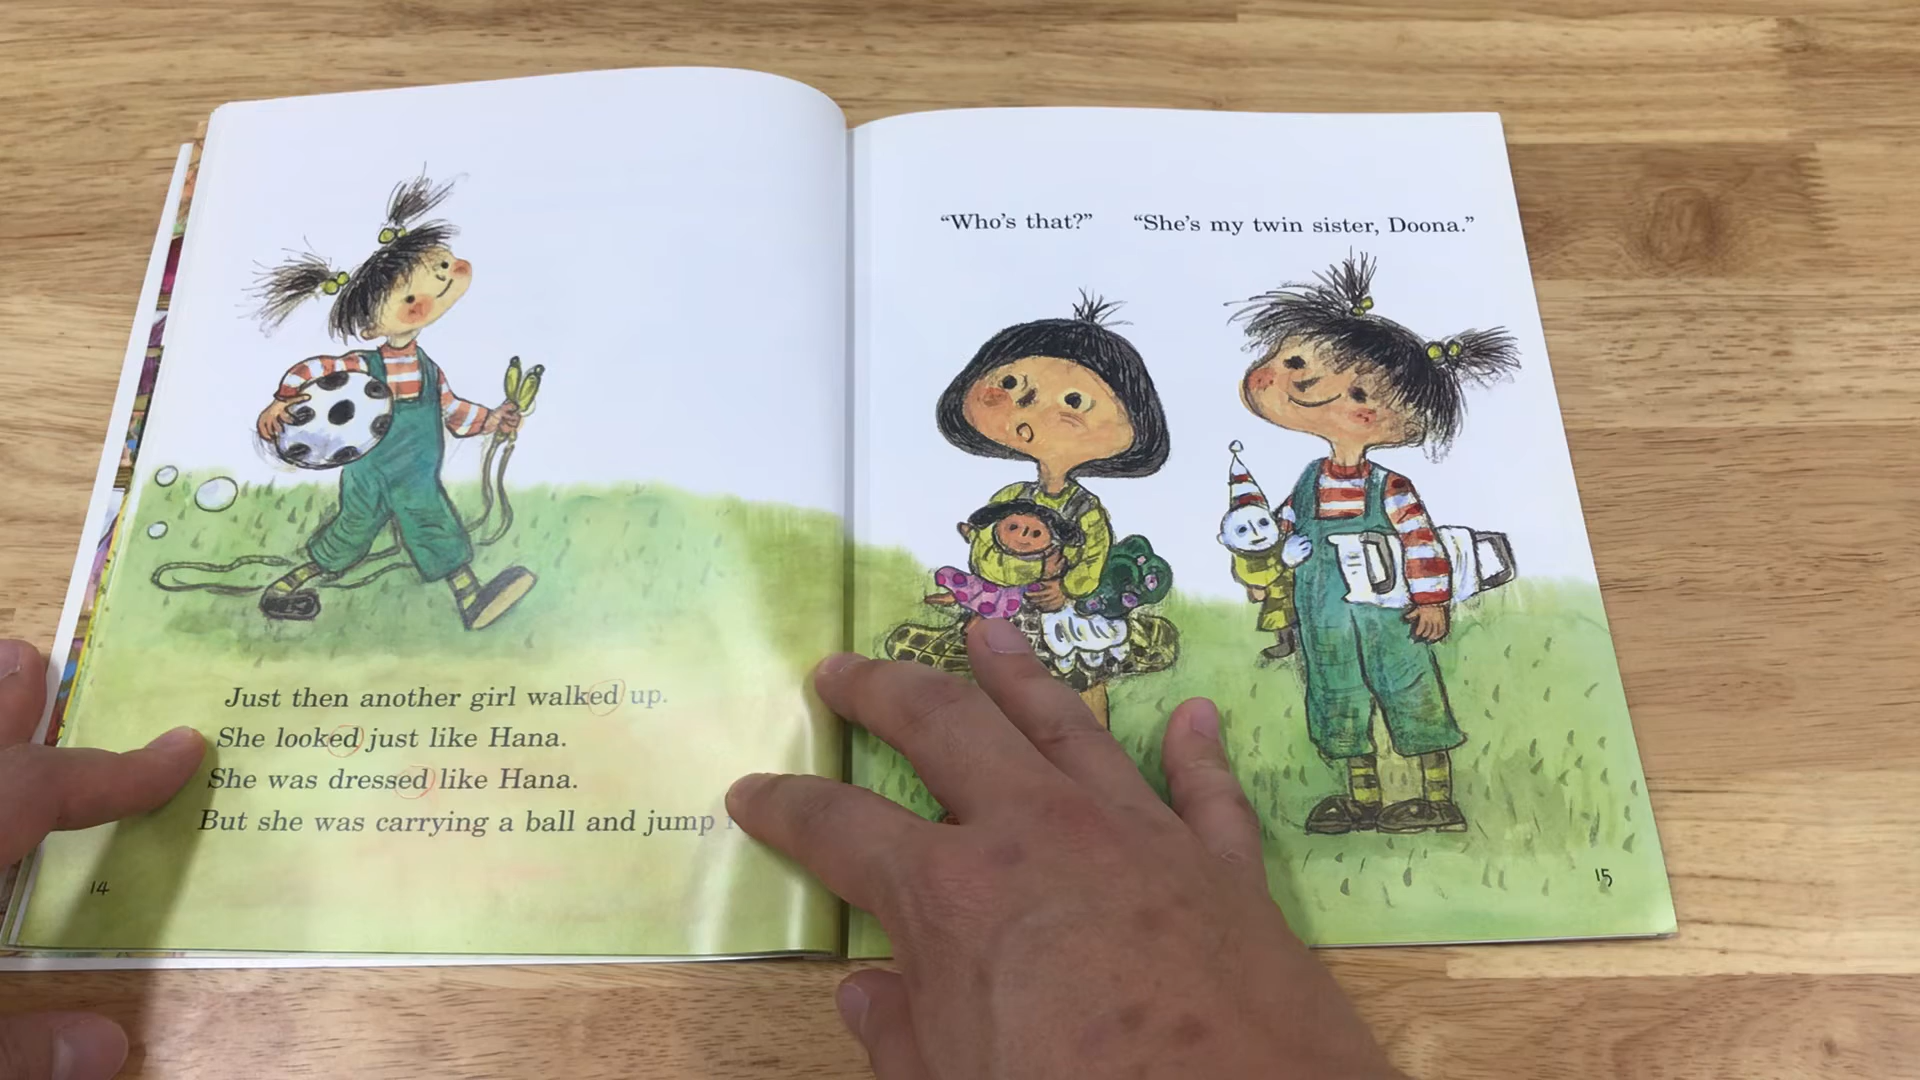 Just then another girl walked up.
She looked just like Hana.
She was dressed like Hana.
But she was carrying a ball and jump
14
“Who’s that?” “She’s my twin sister, Doona.”
15